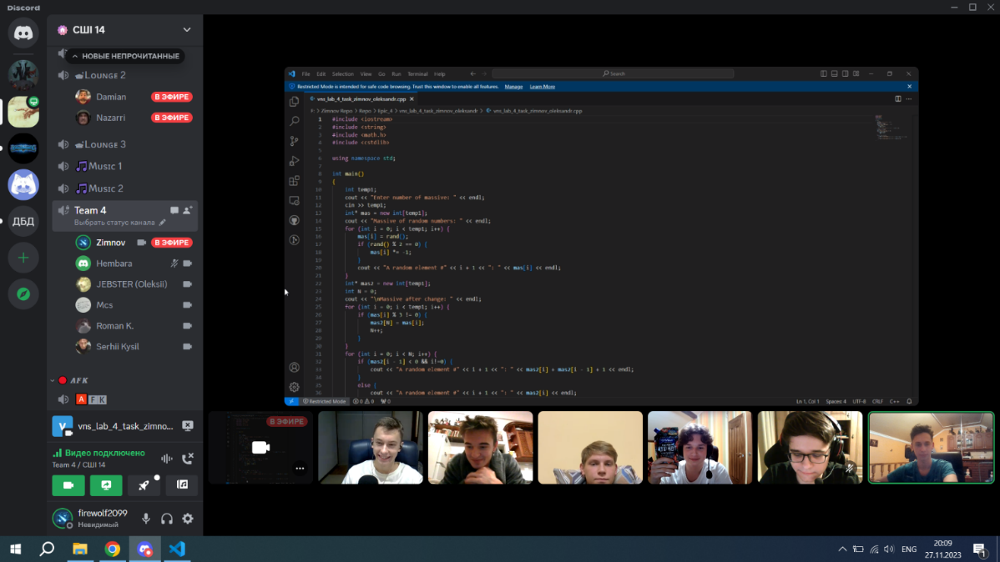 Discord
СШІ 14
НОВЫЕ НЕПРОЧИТАННЫЕ
Lounge 2
Damian
В ЭФИРЕ
Nazarri
В ЭФИРЕ
Lounge 3
Music 1
Music 2
Team 4
Выбрать статус канала
Zimnov
В ЭФИРЕ
Hembara
JEBSTER (Oleksii)
Mcs
Roman K.
Serhii Kysil
AFK
A F K
vns_lab_4_task_zimno...
Видео подключено
Team 4 / СШІ 14
firewolf2099
Невидимый
ДБД
File Edit Selection View Go Run Terminal Help
Search
Restricted Mode is intended for safe code browsing. Trust this window to enable all features. Manage Learn More
vns_lab_4_task_zimnov_oleksandr.cpp
Zimnov Repo > Repo > Epic_4 > vns_lab_4_task_zimnov_oleksandr > vns_lab_4_task_zimnov_oleksandr.cpp
1 #include <iostream>
2 #include <string>
3 #include <math.h>
4 #include <cstdlib>
5
6 using namespace std;
7
8 int main()
9 {
10 int temp1;
11 cout << "Enter number of massive: " << endl;
12 cin >> temp1;
13 int* mas = new int[temp1];
14 cout << "Massive of random numbers: " << endl;
15 for (int i = 0; i < temp1; i++) {
16 mas[i] = rand();
17 if (rand() % 2 == 0) {
18 mas[i] *= -1;
19 }
20 cout << "A random element #" << i + 1 << ": " << mas[i] << endl;
21 }
22 int* mas2 = new int[temp1];
23 int N = 0;
24 cout << "\nMassive after change: " << endl;
25 for (int i = 0; i < temp1; i++) {
26 if (mas[i] % 3 != 0) {
27 mas2[N] = mas[i];
28 N++;
29 }
30 }
31 for (int i = 0; i < N; i++) {
32 if (mas2[i - 1] < 0 && i!=0) {
33 cout << "A random element #" << i + 1 << ": " << mas2[i] + mas2[i - 1] + 1 << endl;
34 }
35 else {
36 cout << "A random element #" << i + 1 << ": " << mas2[i] << endl;
Restricted Mode 0 0 0
Ln 1, Col 1 Spaces: 4 UTF-8 CRLF C++
В ЭФИРЕ
ENG
20:09
27.11.2023
1